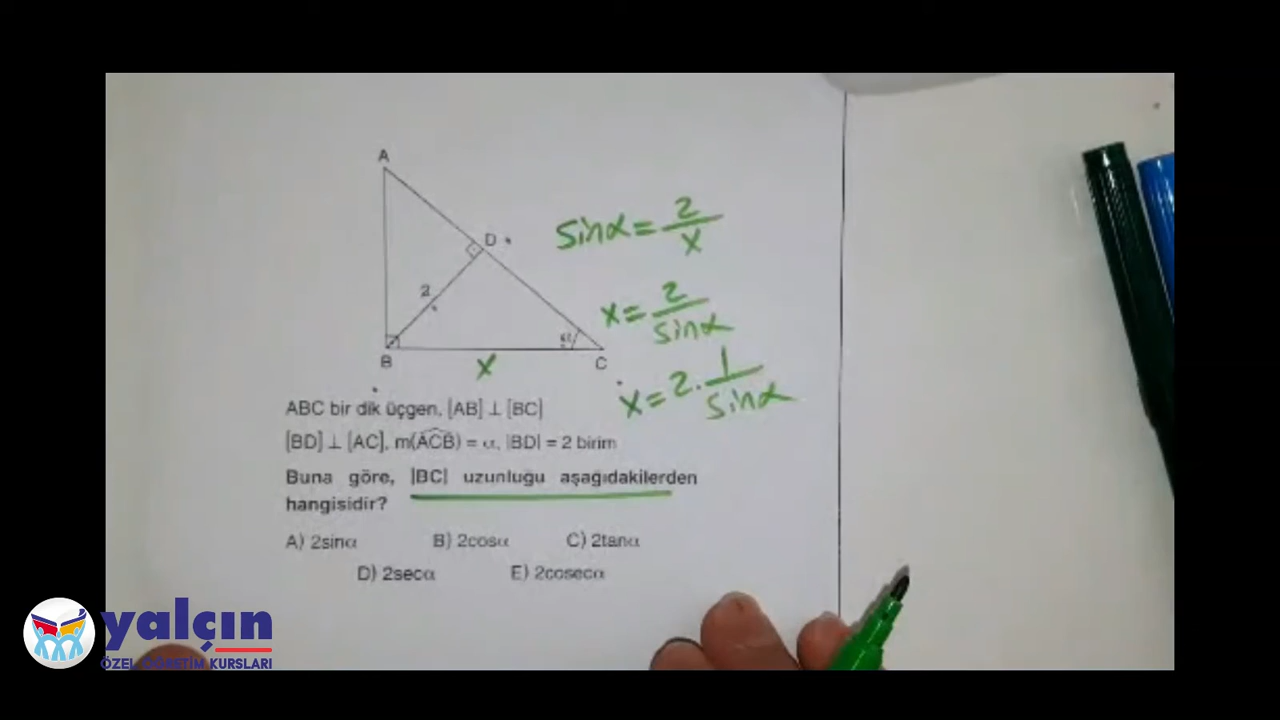 A
D
2
B
C
α
x
sinα = 2/x
x = 2/sinα
x = 2 . 1/sinα
ABC bir dik üçgen, [AB] ⊥ [BC]
[BD] ⊥ [AC], m(ACB) = α, |BD| = 2 birim
Buna göre, |BC| uzunluğu aşağıdakilerden
hangisidir?
A) 2sinα B) 2cosα C) 2tanα
D) 2secα E) 2cosecα
yalçın
ÖZEL ÖĞRETİM KURSLARI